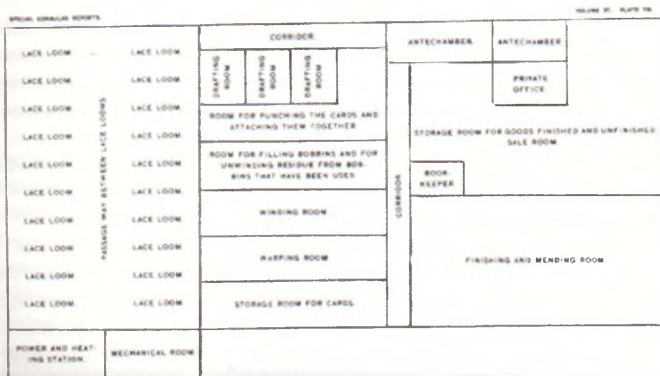 SPECIAL CONSULAR REPORTS.
VOLUME 27. PLATE
LACE LOOM
LACE LOOM.
LACE LOOM.
LACE LOOM.
LACE LOOM.
LACE LOOM.
LACE LOOM.
LACE LOOM.
LACE LOOM.
LACE LOOM.
PASSAGE WAY BETWEEN LACE LOOMS.
LACE LOOM.
LACE LOOM.
LACE LOOM.
LACE LOOM.
LACE LOOM.
LACE LOOM.
LACE LOOM.
LACE LOOM.
LACE LOOM
LACE LOOM.
POWER AND HEAT-
ING STATION.
MECHANICAL ROOM
CORRIDOR.
DRAFTING
ROOM
DRAFTING
ROOM
DRAFTING
ROOM
ROOM FOR PUNCHING THE CARDS AND
ATTACHING THEM TOGETHER
ROOM FOR FILLING BOBBINS AND FOR
UNWINDING RESIDUE FROM BOB-
BINS THAT HAVE BEEN USED.
WINDING ROOM
WARPING ROOM
STORAGE ROOM FOR CARDS.
CORRIDOR
ANTECHAMBER.
ANTECHAMBER
PRIVATE
OFFICE.
STORAGE ROOM FOR GOODS FINISHED AND UNFINISHED
SALE ROOM.
BOOK-
KEEPER
FINISHING AND MENDING ROOM